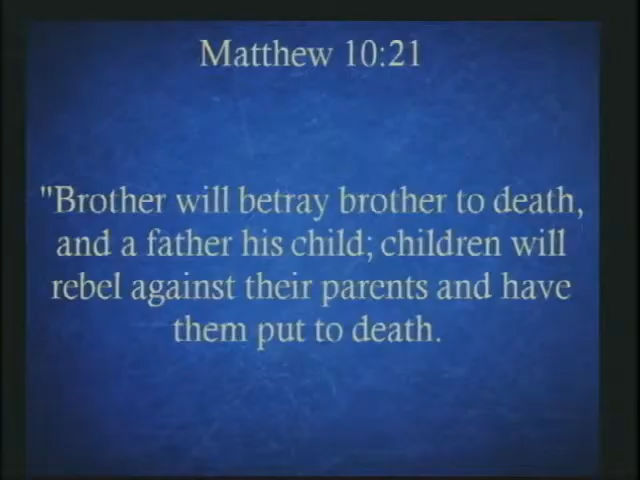 Matthew 10:21
"Brother will betray brother to death,
and a father his child; children will
rebel against their parents and have
them put to death.